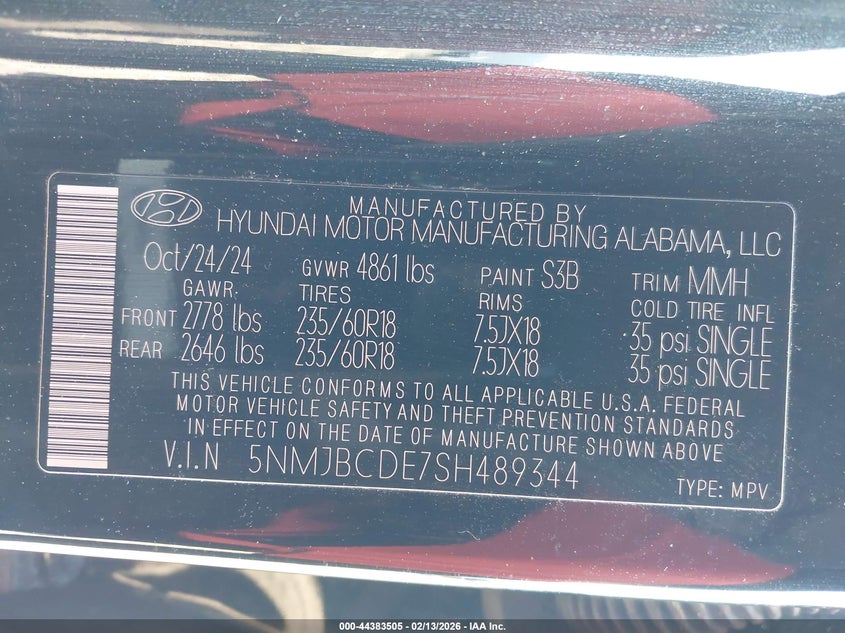 MANUFACTURED BY
HYUNDAI MOTOR MANUFACTURING ALABAMA, LLC
Oct/24/24 GVWR 4861 lbs PAINT S3B TRIM MMH
GAWR TIRES RIMS COLD TIRE INFL
FRONT 2778 lbs 235/60R18 7.5JX18 35 psi SINGLE
REAR 2646 lbs 235/60R18 7.5JX18 35 psi SINGLE
THIS VEHICLE CONFORMS TO ALL APPLICABLE U.S.A. FEDERAL
MOTOR VEHICLE SAFETY AND THEFT PREVENTION STANDARDS
IN EFFECT ON THE DATE OF MANUFACTURE SHOWN ABOVE
V.I.N 5NMJBCDE7SH489344
TYPE: MPV
000-44383505 - 02/13/2026 - IAA Inc.